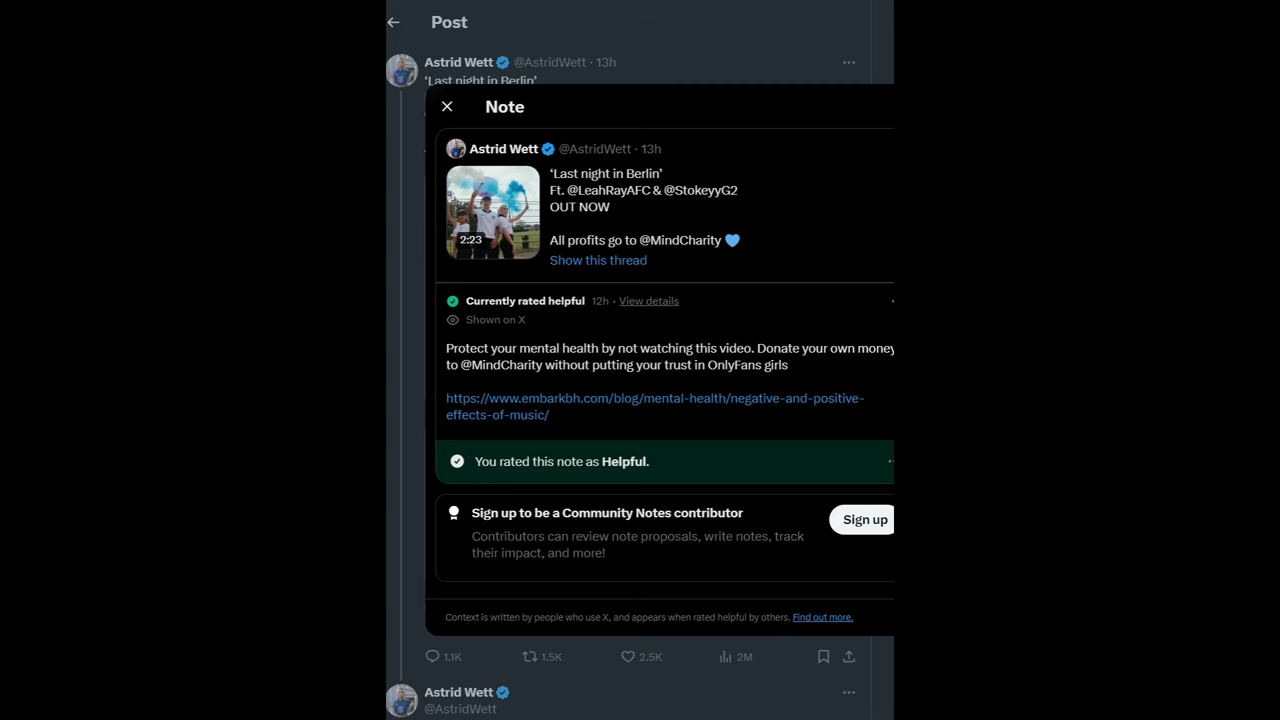 Post
Astrid Wett @AstridWett · 13h
‘Last night in Berlin’
Note
Astrid Wett @AstridWett · 13h
‘Last night in Berlin’
Ft. @LeahRayAFC & @StokeyyG2
OUT NOW
2:23
All profits go to @MindCharity 💙
Show this thread
Currently rated helpful 12h · View details
Shown on X
Protect your mental health by not watching this video. Donate your own money
to @MindCharity without putting your trust in OnlyFans girls
https://www.embarkbh.com/blog/mental-health/negative-and-positive-
effects-of-music/
You rated this note as Helpful.
Sign up to be a Community Notes contributor
Sign up
Contributors can review note proposals, write notes, track
their impact, and more!
Context is written by people who use X, and appears when rated helpful by others. Find out more.
1.1K 1.5K 2.5K 2M
Astrid Wett
@AstridWett